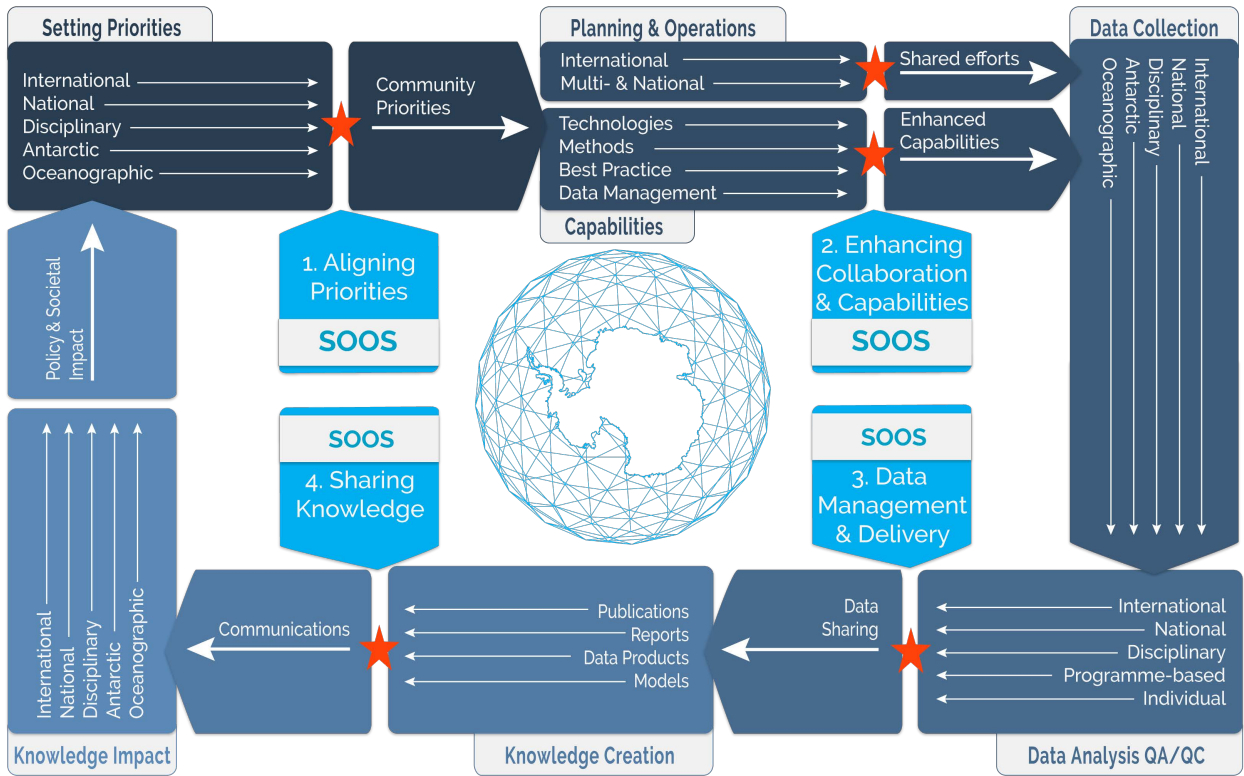 Setting Priorities
International
National
Disciplinary
Antarctic
Oceanographic
Community
Priorities
Planning & Operations
International
Multi- & National
Shared efforts
Technologies
Methods
Best Practice
Data Management
Capabilities
Enhanced
Capabilities
Data Collection
International
National
Disciplinary
Antarctic
Oceanographic
Policy & Societal
Impact
1. Aligning
Priorities
SOOS
2. Enhancing
Collaboration
& Capabilities
SOOS
SOOS
4. Sharing
Knowledge
SOOS
3. Data
Management
& Delivery
International
National
Disciplinary
Programme-based
Individual
Data Analysis QA/QC
Data
Sharing
Publications
Reports
Data Products
Models
Knowledge Creation
Communications
International
National
Disciplinary
Antarctic
Oceanographic
Knowledge Impact